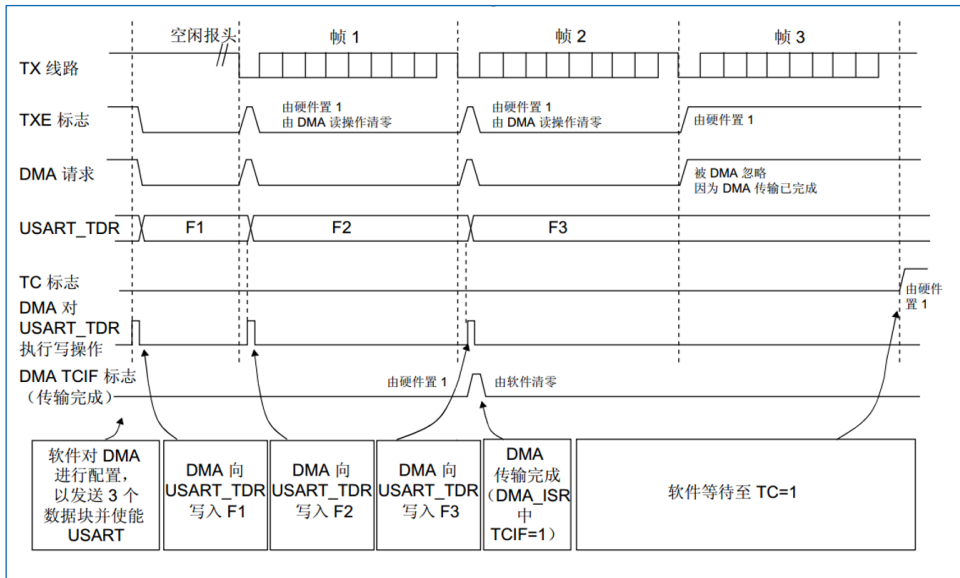 空闲报头
帧 1
帧 2
帧 3
TX 线路
TXE 标志
由硬件置 1
由 DMA 读操作清零
由硬件置 1
由 DMA 读操作清零
由硬件置 1
DMA 请求
被 DMA 忽略
因为 DMA 传输已完成
USART_TDR
F1
F2
F3
TC 标志
由硬件
置 1
DMA 对
USART_TDR
执行写操作
DMA TCIF 标志
(传输完成)
由硬件置 1
由软件清零
软件对 DMA
进行配置,
以发送 3 个
数据块并使能
USART
DMA 向
USART_TDR
写入 F1
DMA 向
USART_TDR
写入 F2
DMA 向
USART_TDR
写入 F3
DMA
传输完成
(DMA_ISR
中
TCIF=1)
软件等待至 TC=1